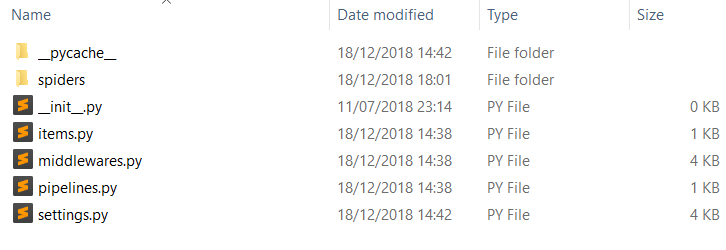 Name Date modified Type Size
__pycache__ 18/12/2018 14:42 File folder
spiders 18/12/2018 18:01 File folder
__init__.py 11/07/2018 23:14 PY File 0 KB
items.py 18/12/2018 14:38 PY File 1 KB
middlewares.py 18/12/2018 14:38 PY File 4 KB
pipelines.py 18/12/2018 14:38 PY File 1 KB
settings.py 18/12/2018 14:42 PY File 4 KB